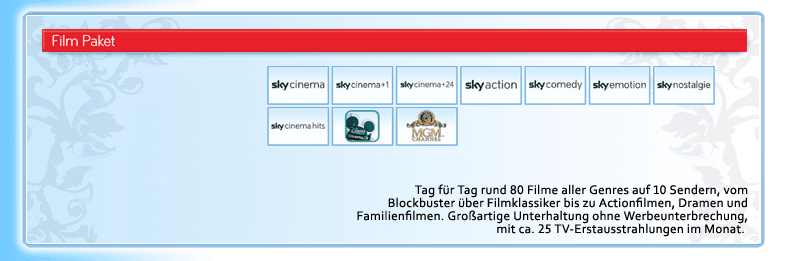 Film Paket
sky cinema sky cinema+1 sky cinema+24 sky action sky comedy sky emotion sky nostalgie
sky cinema hits MGM
CHANNEL
Tag für Tag rund 80 Filme aller Genres auf 10 Sendern, vom
Blockbuster über Filmklassiker bis zu Actionfilmen, Dramen und
Familienfilmen. Großartige Unterhaltung ohne Werbeunterbrechung,
mit ca. 25 TV-Erstausstrahlungen im Monat.